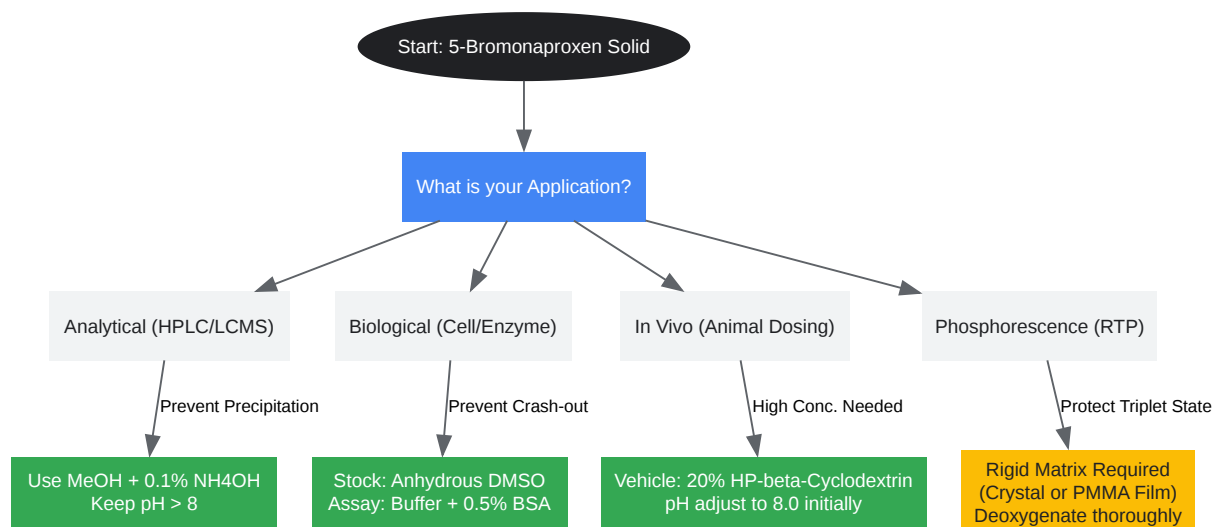 Start: 5-Bromonaproxen Solid
What is your Application?
Analytical (HPLC/LCMS)
Biological (Cell/Enzyme)
In Vivo (Animal Dosing)
Phosphorescence (RTP)
Prevent Precipitation
Prevent Crash-out
High Conc. Needed
Protect Triplet State
Use MeOH + 0.1% NH4OH
Keep pH > 8
Stock: Anhydrous DMSO
Assay: Buffer + 0.5% BSA
Vehicle: 20% HP-beta-Cyclodextrin
pH adjust to 8.0 initially
Rigid Matrix Required
(Crystal or PMMA Film)
Deoxygenate thoroughly